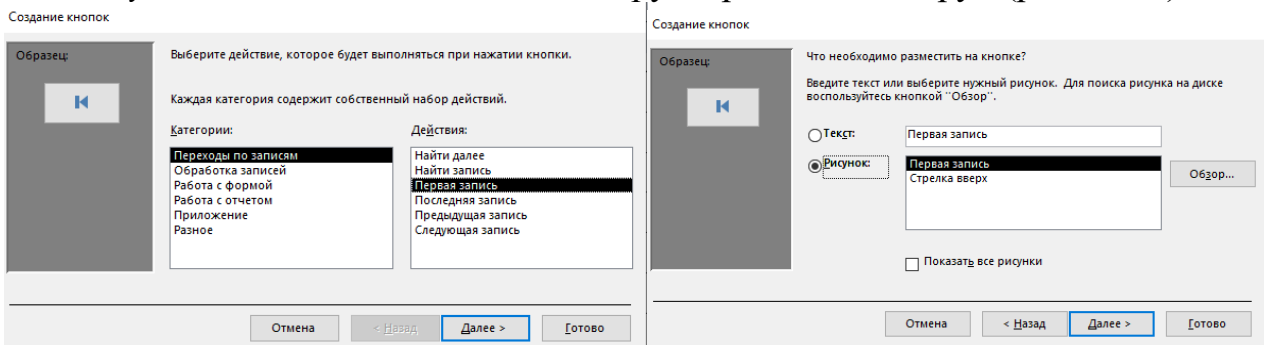 Создание кнопок
Образец:
Выберите действие, которое будет выполняться при нажатии кнопки.
Каждая категория содержит собственный набор действий.
Категории:
Действия:
Переходы по записям
Обработка записей
Работа с формой
Работа с отчетом
Приложение
Разное
Найти далее
Найти запись
Первая запись
Последняя запись
Предыдущая запись
Следующая запись
Отмена
< Назад
Далее >
Готово
Создание кнопок
Образец:
Что необходимо разместить на кнопке?
Введите текст или выберите нужный рисунок. Для поиска рисунка на диске
воспользуйтесь кнопкой "Обзор".
Текст:
Первая запись
Рисунок:
Первая запись
Стрелка вверх
Обзор...
Показать все рисунки
Отмена
< Назад
Далее >
Готово